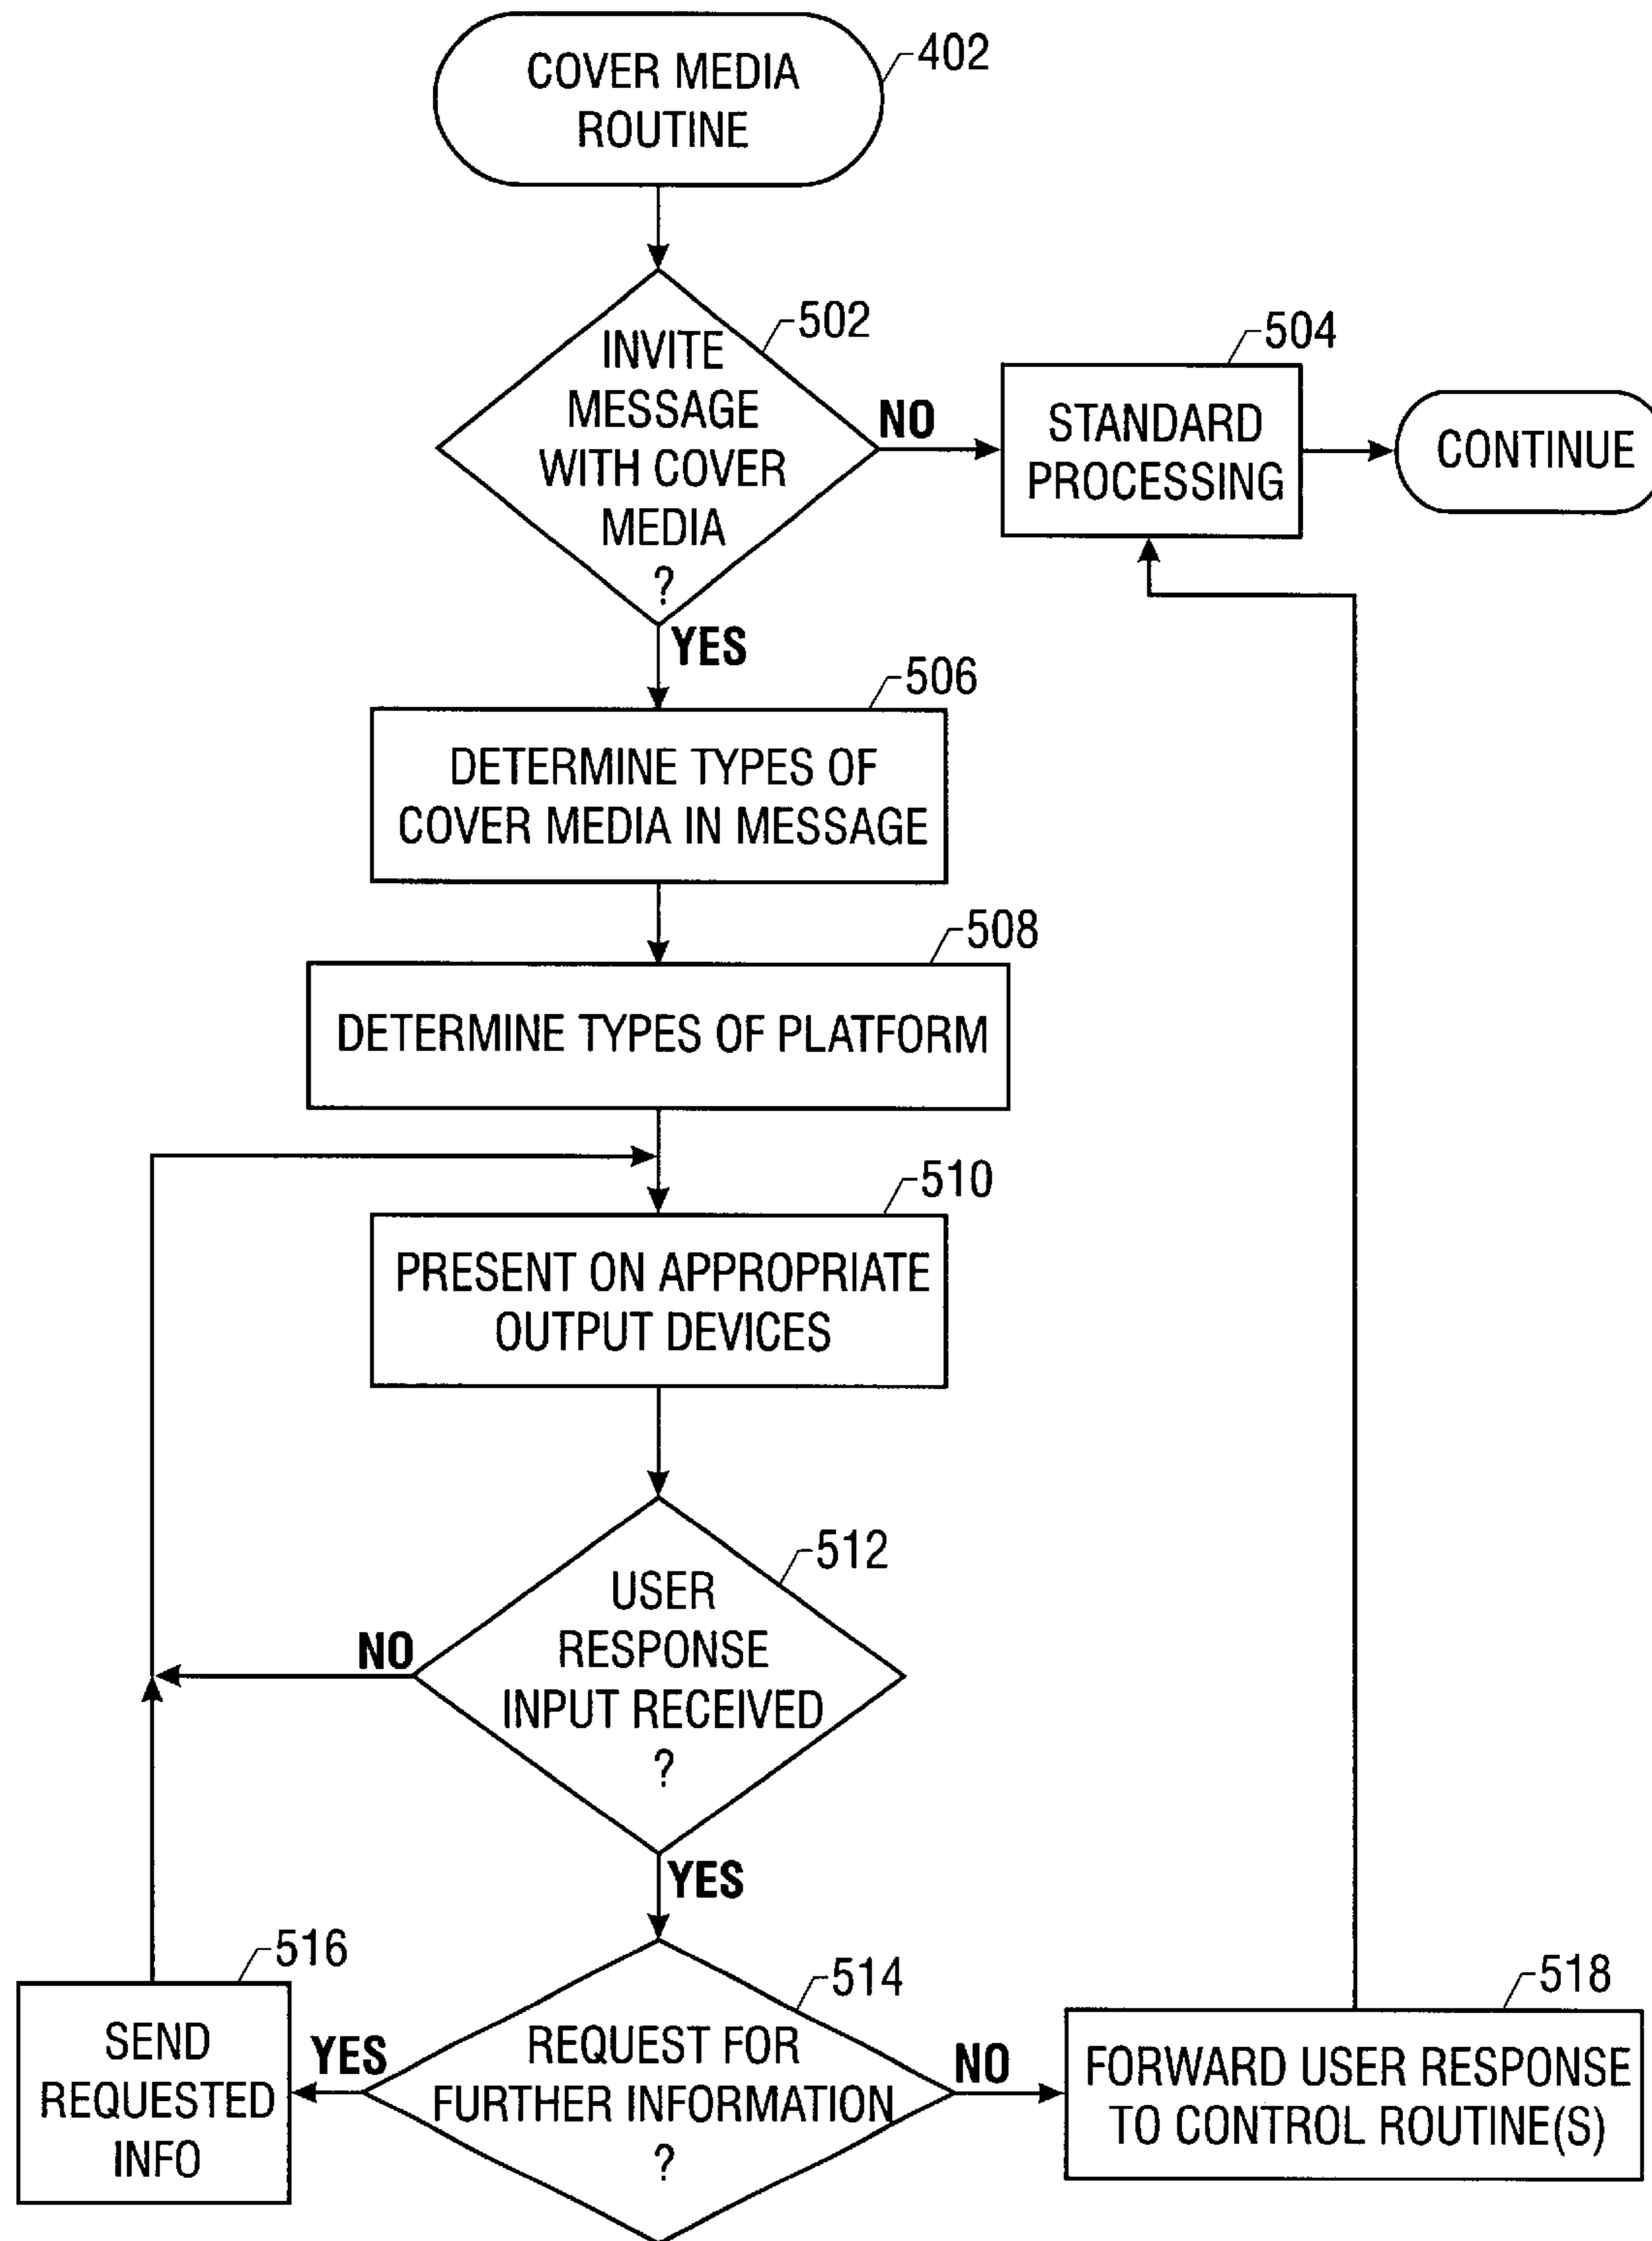 COVER MEDIA
ROUTINE
402
INVITE
MESSAGE
WITH COVER
MEDIA
?
502
NO
504
STANDARD
PROCESSING
CONTINUE
YES
506
DETERMINE TYPES OF
COVER MEDIA IN MESSAGE
508
DETERMINE TYPES OF PLATFORM
510
PRESENT ON APPROPRIATE
OUTPUT DEVICES
512
USER
RESPONSE
INPUT RECEIVED
?
NO
YES
516
SEND
REQUESTED
INFO
YES
514
REQUEST FOR
FURTHER INFORMATION
?
NO
518
FORWARD USER RESPONSE
TO CONTROL ROUTINE(S)